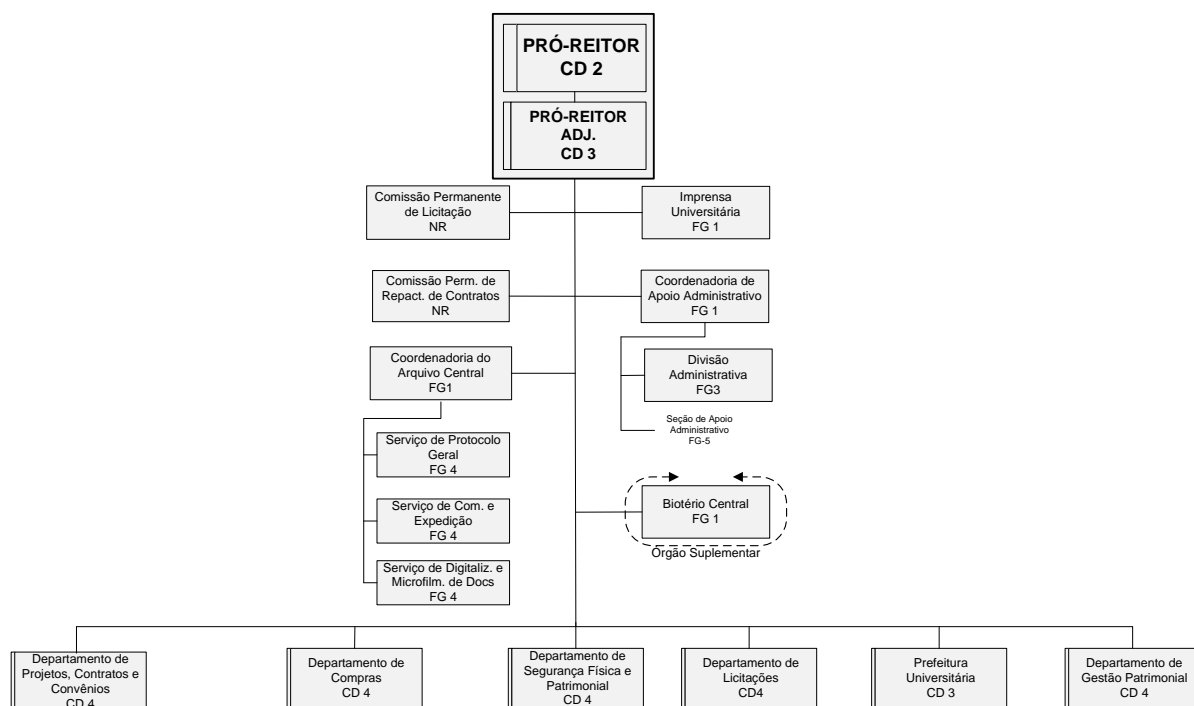 PRÓ-REITOR
CD 2
PRÓ-REITOR
ADJ.
CD 3
Comissão Permanente
de Licitação
NR
Imprensa
Universitária
FG 1
Comissão Perm. de
Repact. de Contratos
NR
Coordenadoria de
Apoio Administrativo
FG 1
Coordenadoria do
Arquivo Central
FG1
Divisão
Administrativa
FG3
Seção de Apoio
Administrativo
FG-5
Serviço de Protocolo
Geral
FG 4
Serviço de Com. e
Expedição
FG 4
Biotério Central
FG 1
Órgão Suplementar
Serviço de Digitaliz. e
Microfilm. de Docs
FG 4
Departamento de
Projetos, Contratos e
Convênios
CD 4
Departamento de
Compras
CD 4
Departamento de
Segurança Física e
Patrimonial
CD 4
Departamento de
Licitações
CD4
Prefeitura
Universitária
CD 3
Departamento de
Gestão Patrimonial
CD 4